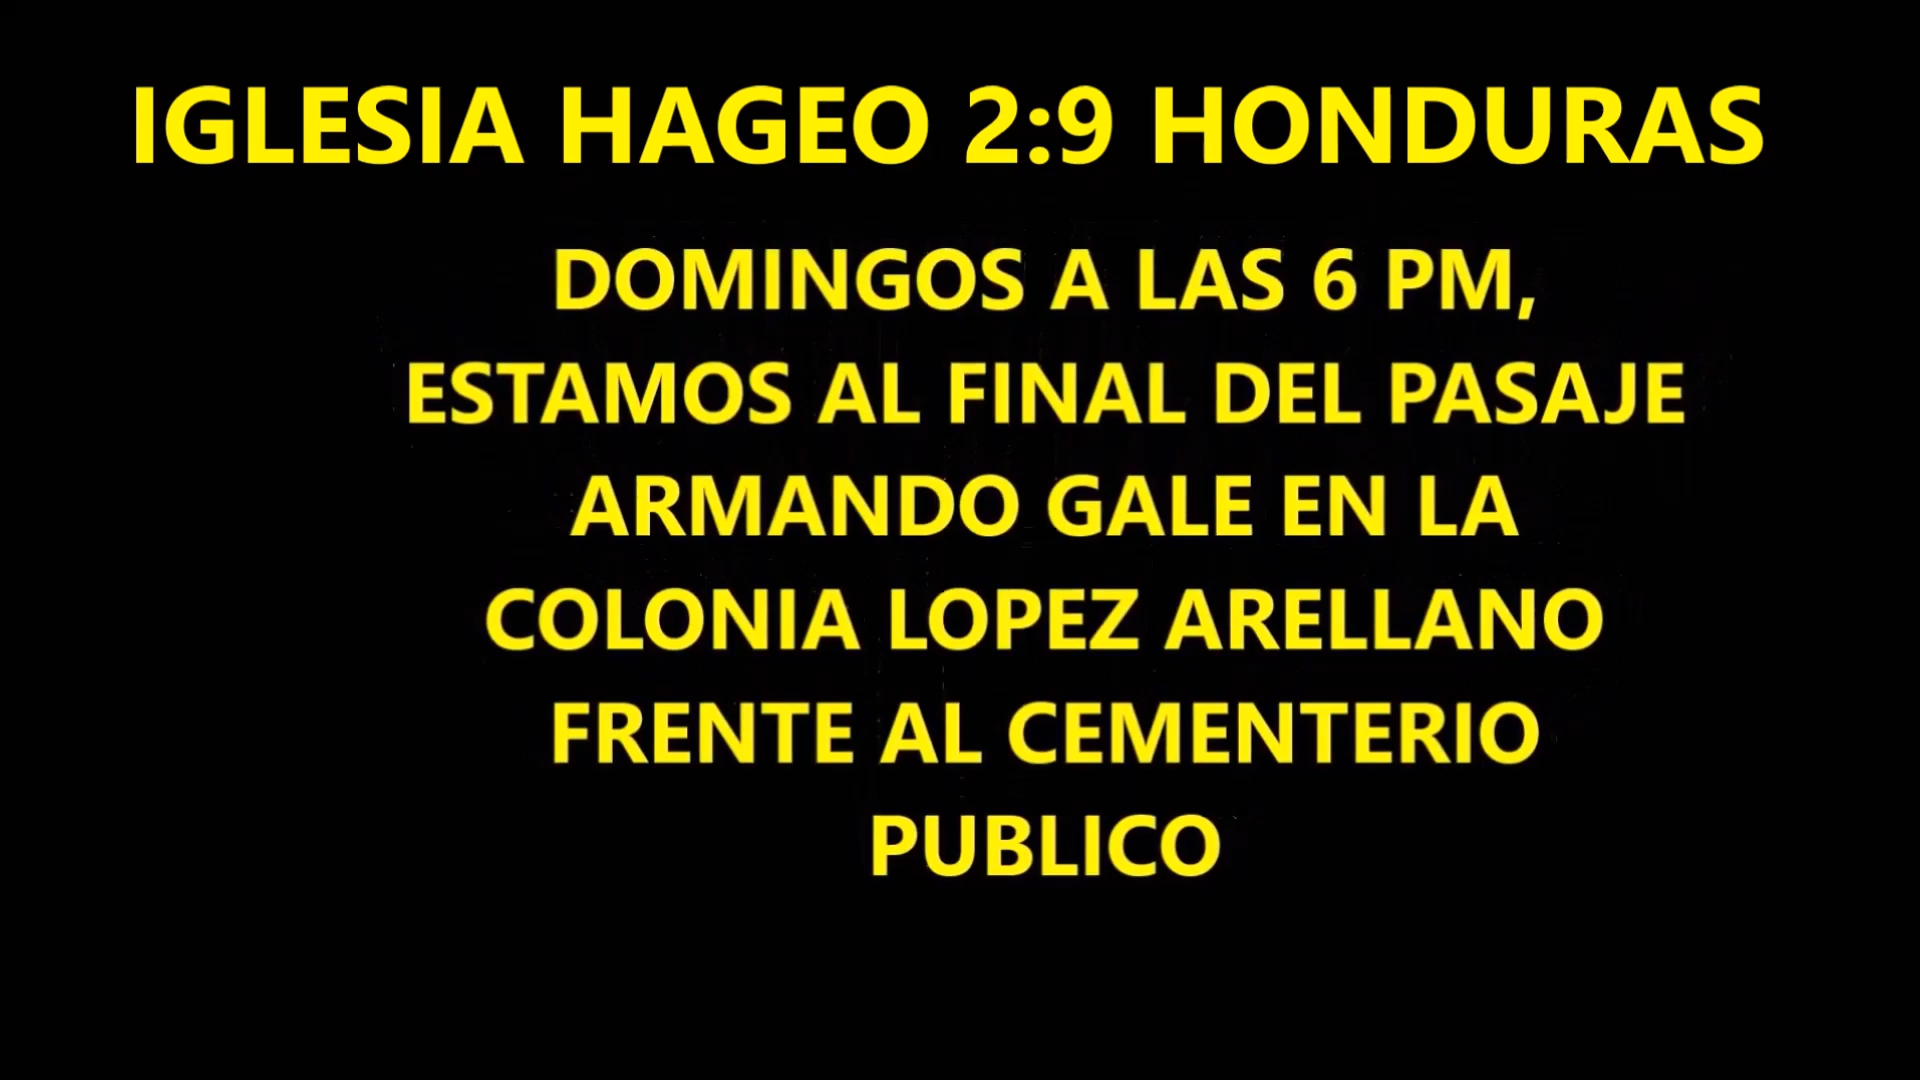 IGLESIA HAGEO 2:9 HONDURAS
DOMINGOS A LAS 6 PM,
ESTAMOS AL FINAL DEL PASAJE
ARMANDO GALE EN LA
COLONIA LOPEZ ARELLANO
FRENTE AL CEMENTERIO
PUBLICO